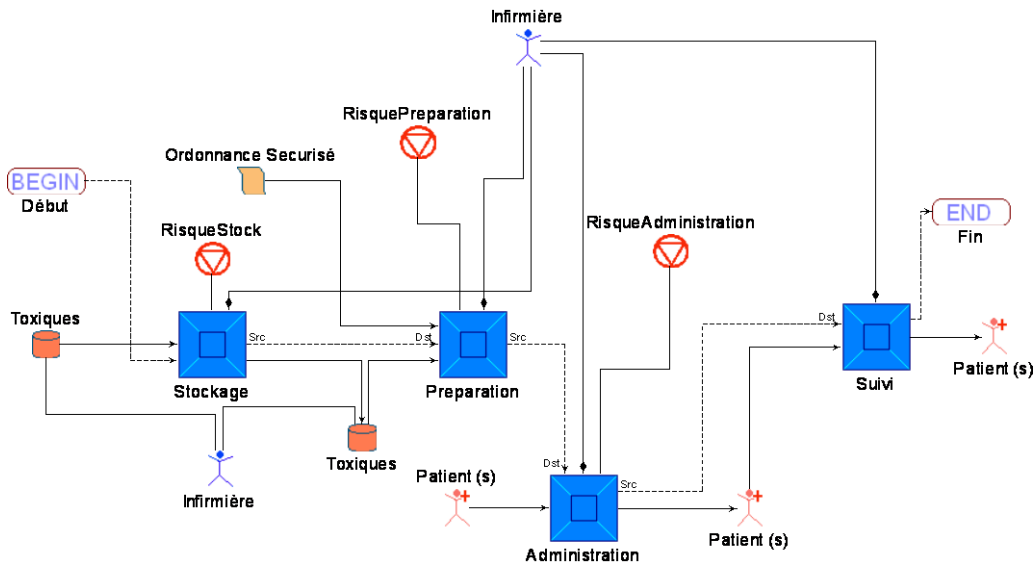 Infirmière
RisquePreparation
Ordonnance Securisé
BEGIN
Début
RisqueStock
RisqueAdministration
END
Fin
Toxiques
Src
Dst
Src
Dst
Stockage
Preparation
Suivi
Patient (s)
Toxiques
Dst
Patient (s)
Src
Infirmière
Administration
Patient (s)